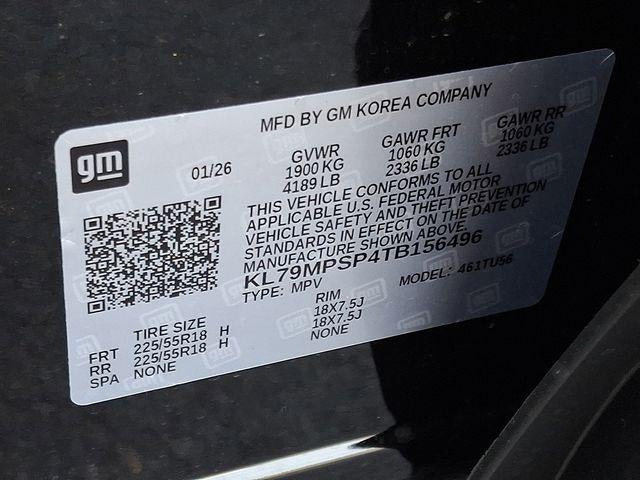 MFD BY GM KOREA COMPANY
gm
01/26
GVWR GAWR FRT GAWR RR
1900 KG 1060 KG 1060 KG
4189 LB 2336 LB 2336 LB
THIS VEHICLE CONFORMS TO ALL
APPLICABLE U.S. FEDERAL MOTOR
VEHICLE SAFETY AND THEFT PREVENTION
STANDARDS IN EFFECT ON THE DATE OF
MANUFACTURE SHOWN ABOVE.
KL79MPSP4TB156496
TYPE: MPV MODEL: 461TU56
TIRE SIZE RIM
FRT 225/55R18 H 18X7.5J
RR 225/55R18 H 18X7.5J
SPA NONE NONE